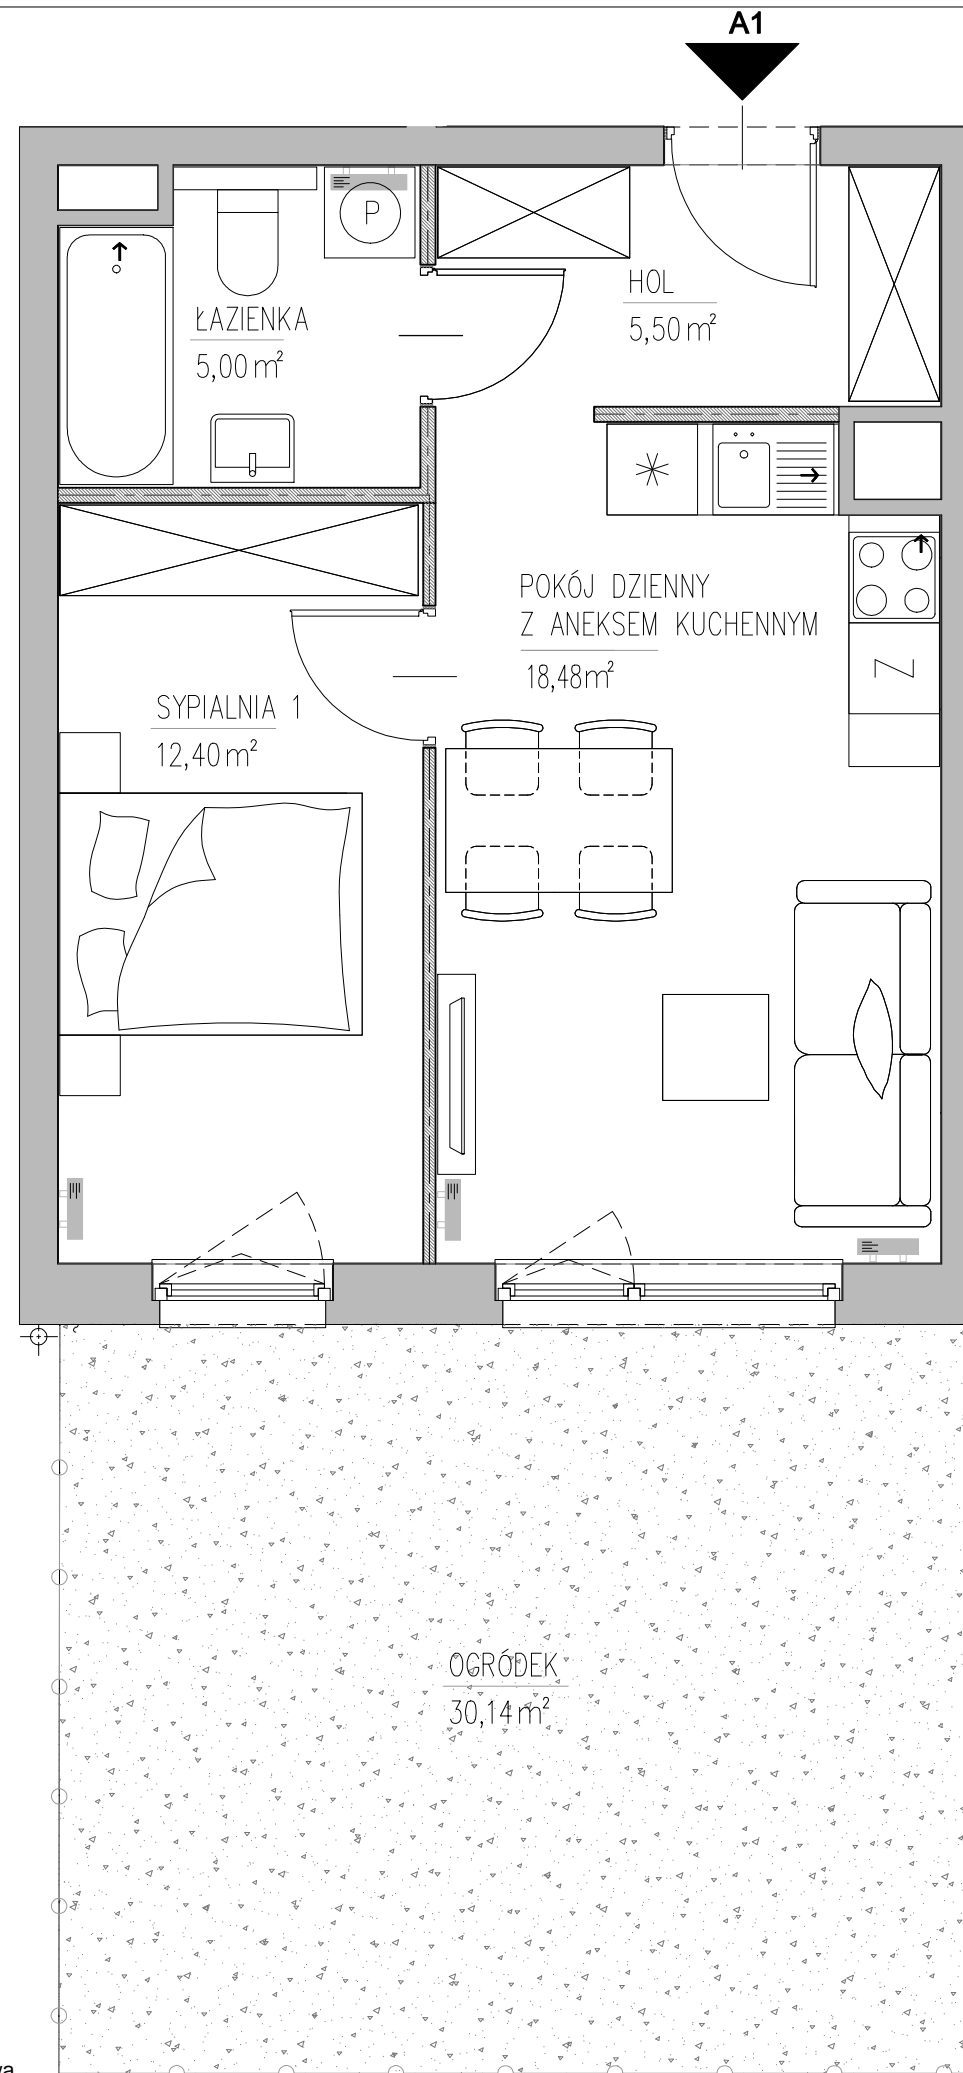 A1
P
ŁAZIENKA
5,00 m²
HOL
5,50 m²
POKÓJ DZIENNY
Z ANEKSEM KUCHENNYM
18,48m²
Z
SYPIALNIA 1
12,40 m²
OGRÓDEK
30,14 m²